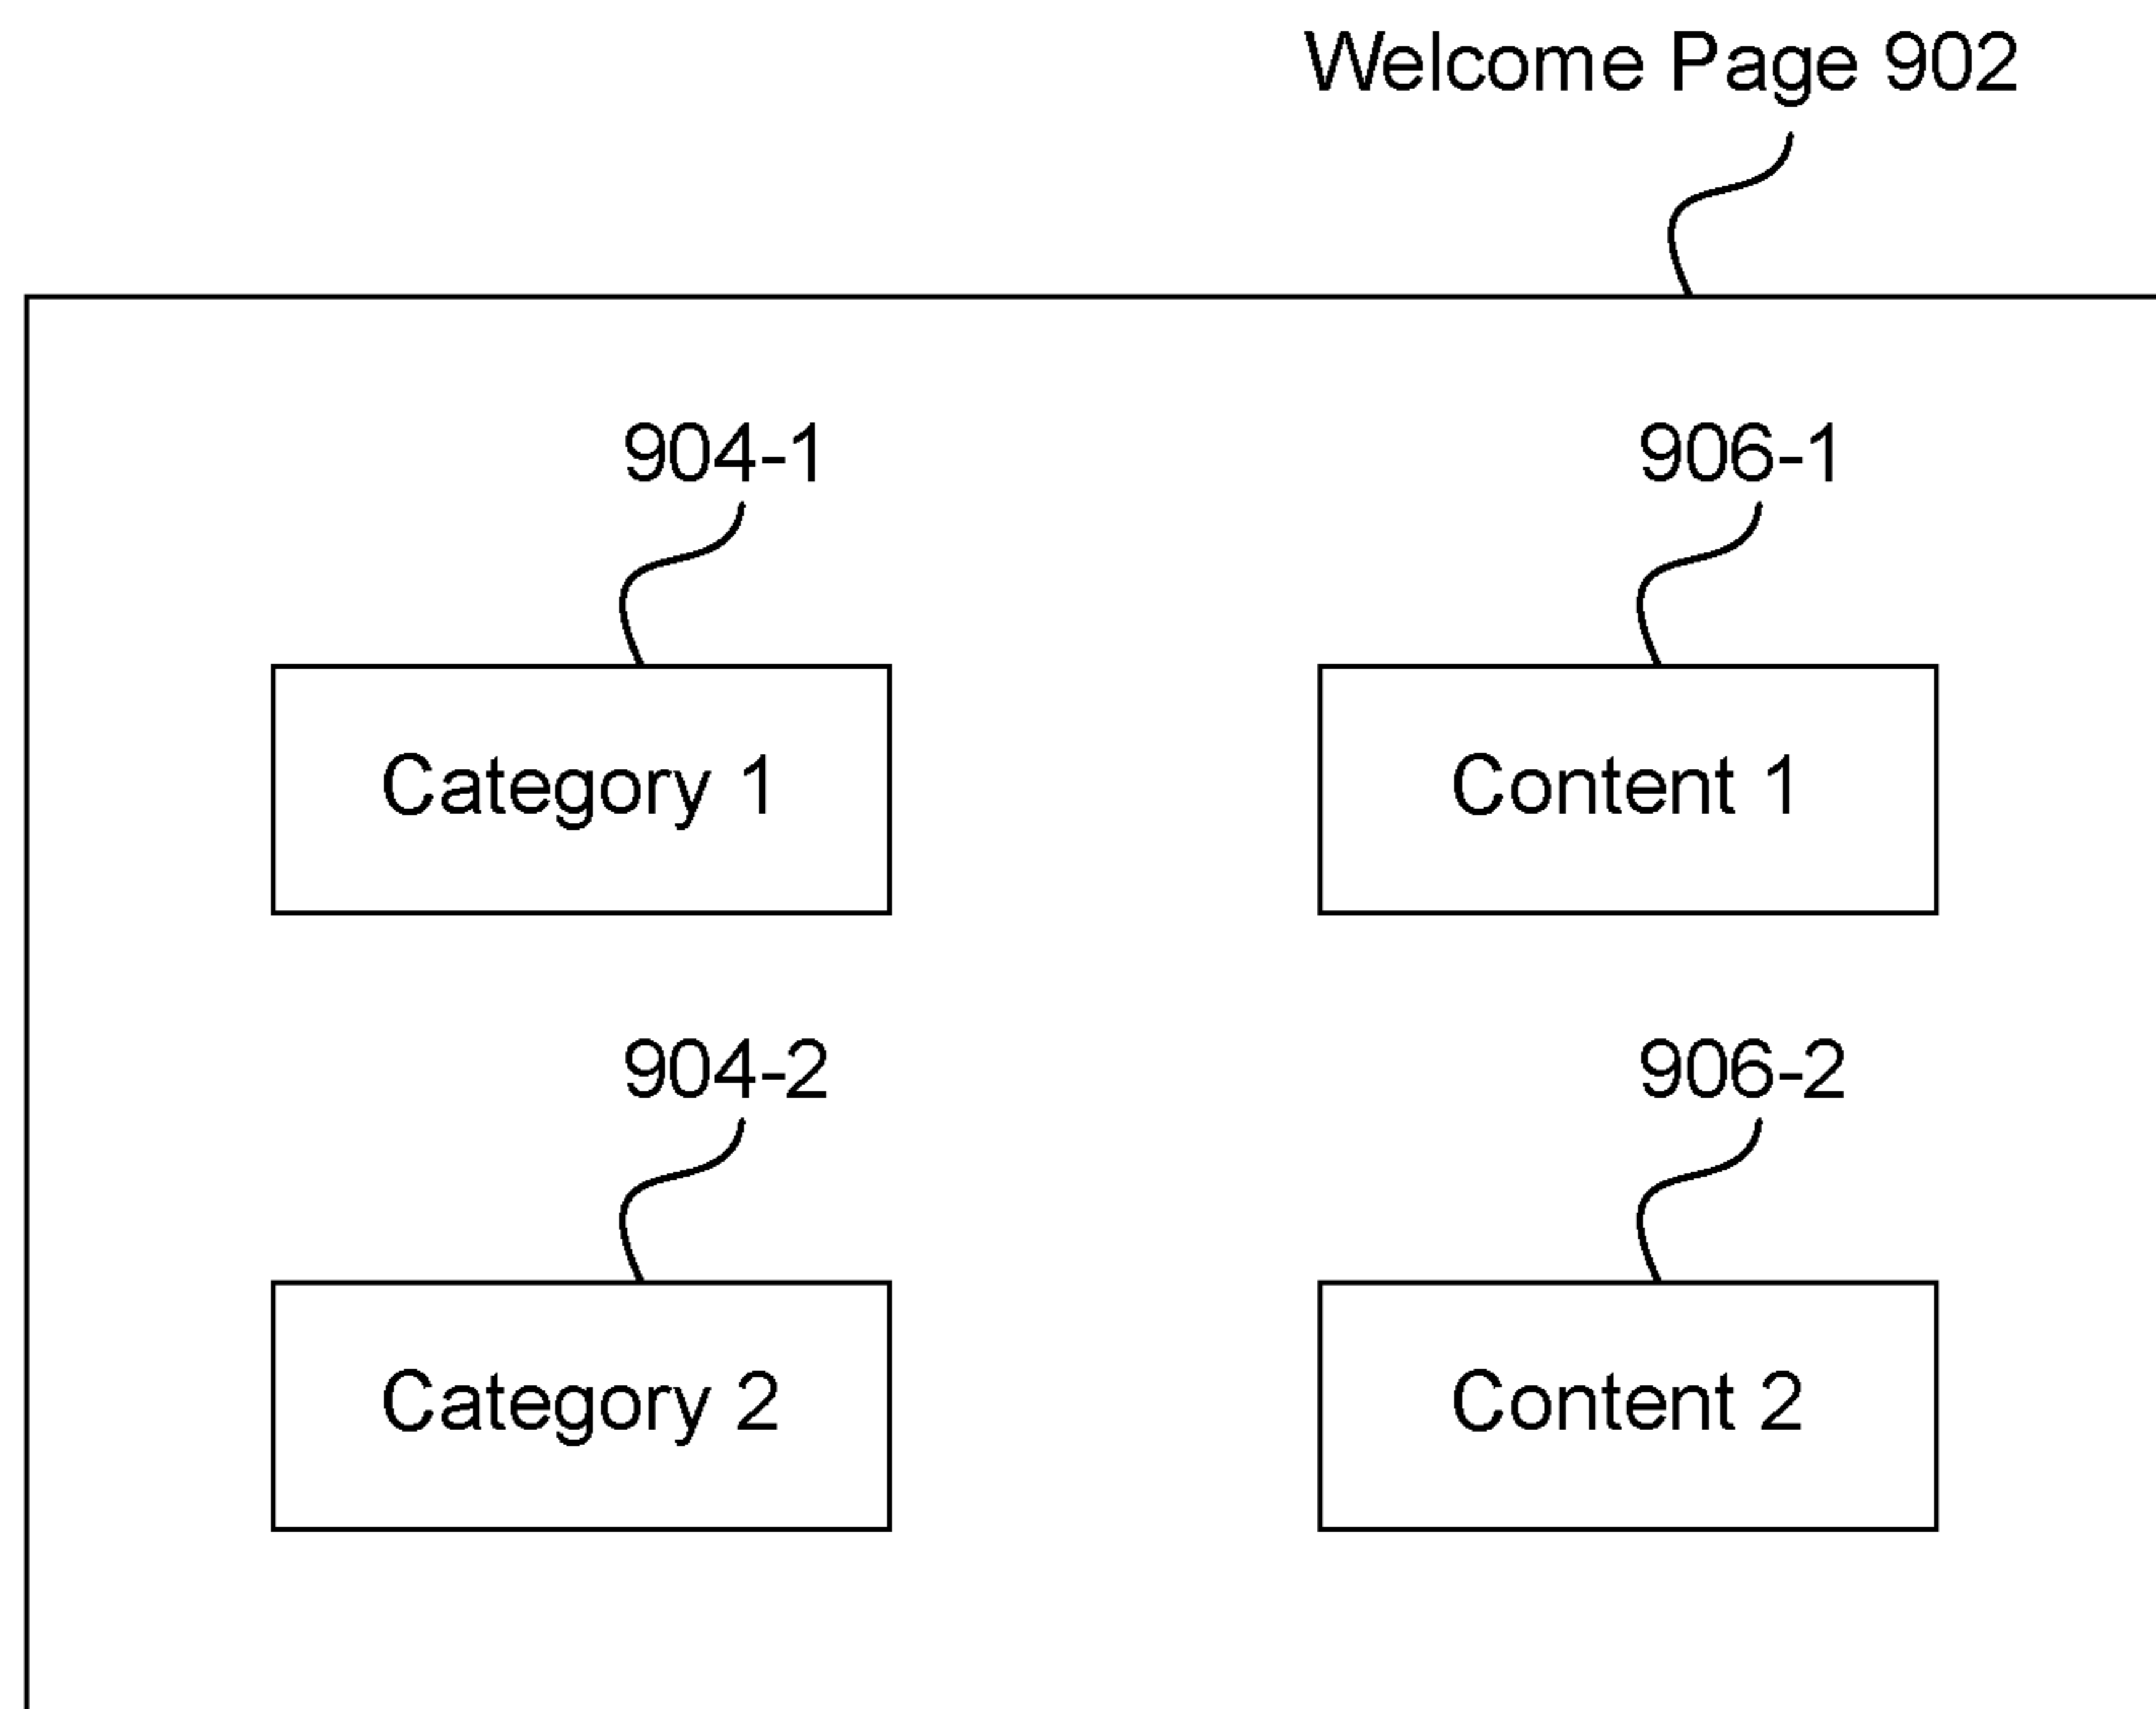 Welcome Page 902
904-1
906-1
Category 1
Content 1
904-2
906-2
Category 2
Content 2